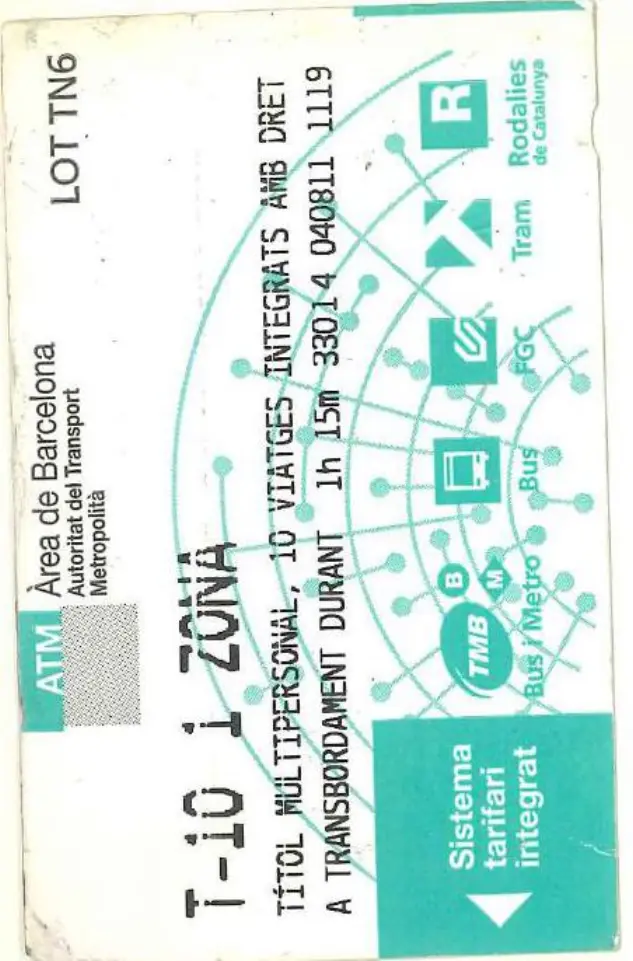 ATM
Àrea de Barcelona
Autoritat del Transport
Metropolità
LOT TN6
T-10 1 ZONA
TÍTOL MULTIPERSONAL, 10 VIATGES INTEGRATS AMB DRET
A TRANSBORDAMENT DURANT 1h 15m 33014 040811 1119
Sistema
tarifari
integrat
TMB
B
M
R
Bus i Metro
Bus
FGC
Tram
Rodalies
de Catalunya